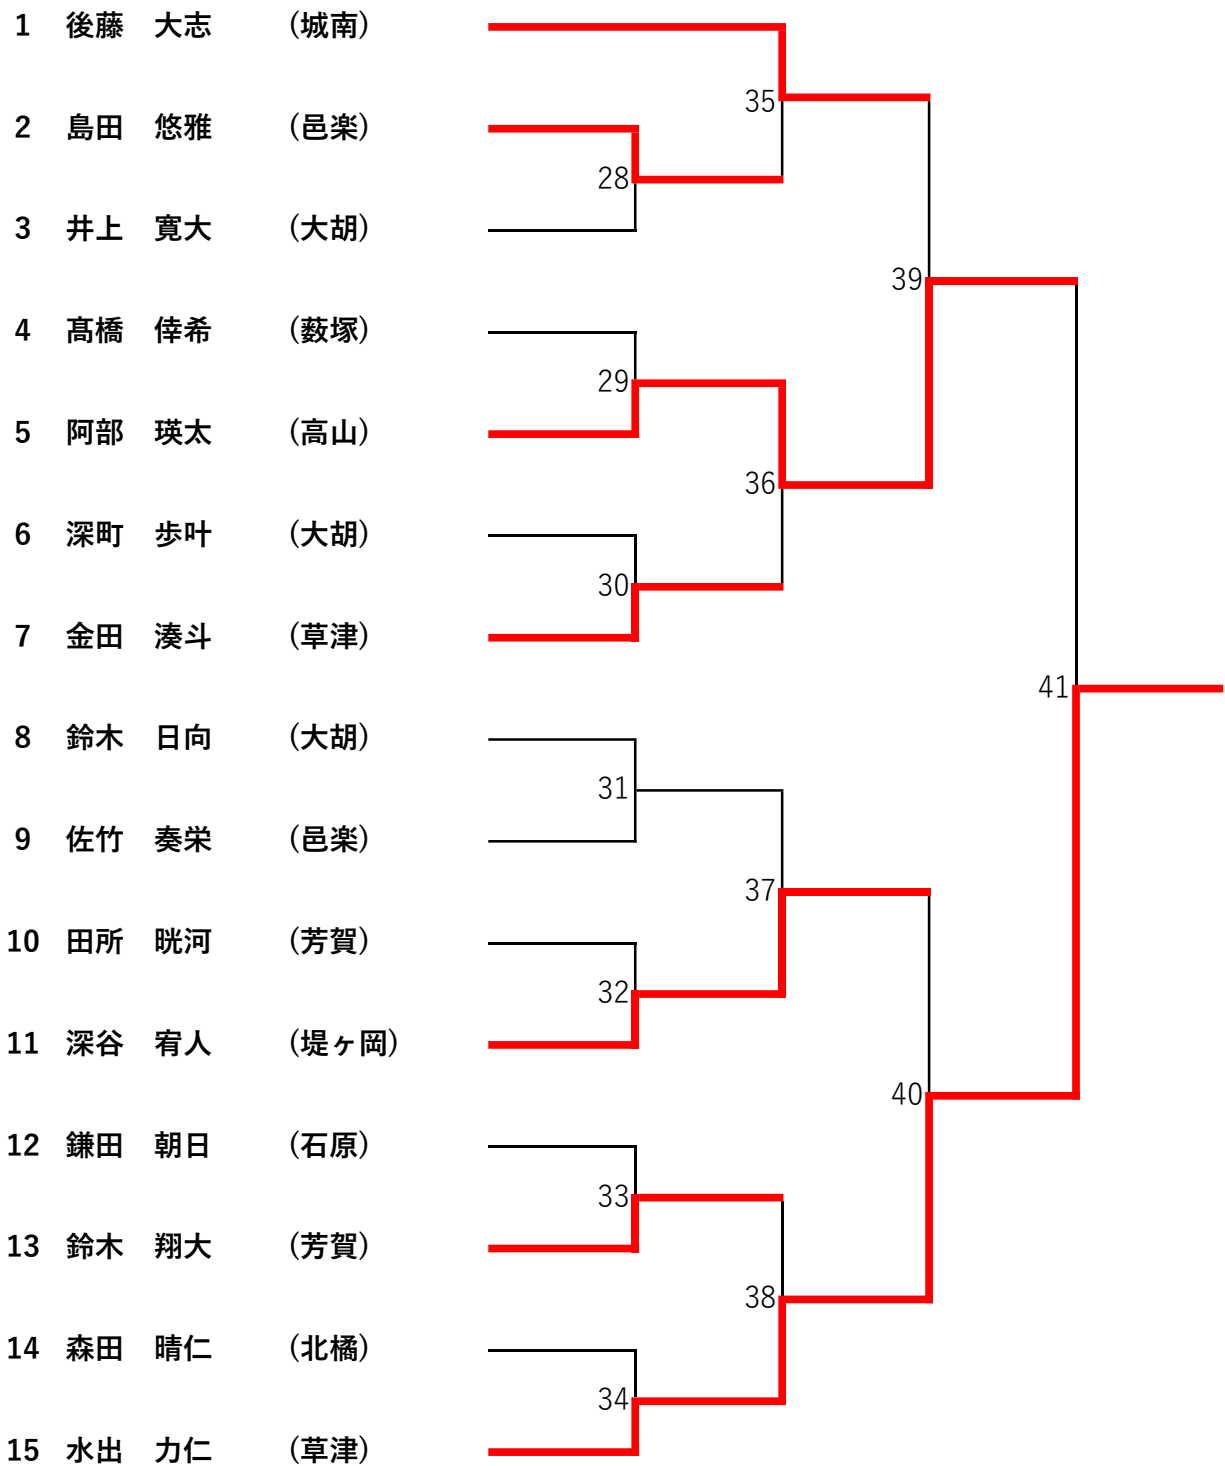 1 後藤 大志 (城南)
35
2 島田 悠雅 (邑楽)
28
3 井上 寛大 (大胡)
39
4 髙橋 倖希 (薮塚)
29
5 阿部 瑛太 (高山)
36
6 深町 歩叶 (大胡)
30
7 金田 湊斗 (草津)
41
8 鈴木 日向 (大胡)
31
9 佐竹 奏栄 (邑楽)
37
10 田所 晄河 (芳賀)
32
11 深谷 宥人 (堤ヶ岡)
40
12 鎌田 朝日 (石原)
33
13 鈴木 翔大 (芳賀)
38
14 森田 晴仁 (北橘)
34
15 水出 力仁 (草津)